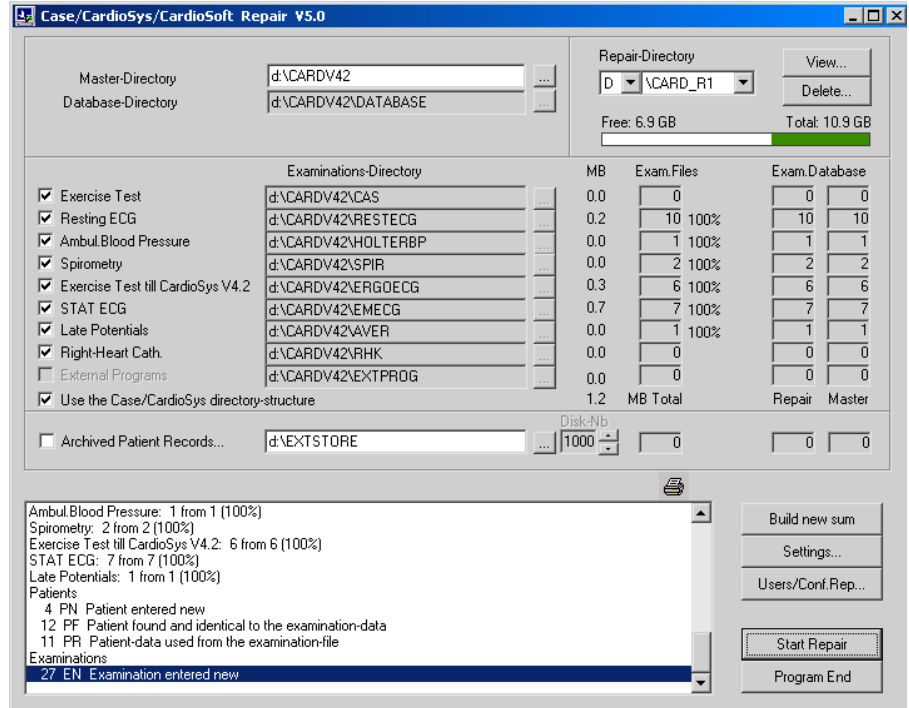 Case/CardioSys/CardioSoft Repair V5.0
Master-Directory d:\CARDV42 ...
Database-Directory d:\CARDV42\DATABASE ...
Repair-Directory
D \CARD_R1
View...
Delete...
Free: 6.9 GB Total: 10.9 GB
Examinations-Directory MB Exam.Files Exam.Database
Exercise Test d:\CARDV42\CAS ... 0.0 0 0 0
Resting ECG d:\CARDV42\RESTECG ... 0.2 10 100% 10 10
Ambul.Blood Pressure d:\CARDV42\HOLTERBP ... 0.0 1 100% 1 1
Spirometry d:\CARDV42\SPIR ... 0.0 2 100% 2 2
Exercise Test till CardioSys V4.2 d:\CARDV42\ERGOECG ... 0.3 6 100% 6 6
STAT ECG d:\CARDV42\EMECG ... 0.7 7 100% 7 7
Late Potentials d:\CARDV42\AVER ... 0.0 1 100% 1 1
Right-Heart Cath. d:\CARDV42\RHK ... 0.0 0 0 0
External Programs d:\CARDV42\EXTPROG ... 0.0 0 0 0
Use the Case/CardioSys directory-structure 1.2 MB Total Repair Master
Disk-Nb
Archived Patient Records... d:\EXTSTORE ... 1000 0 0 0
Ambul.Blood Pressure: 1 from 1 (100%)
Spirometry: 2 from 2 (100%)
Exercise Test till CardioSys V4.2: 6 from 6 (100%)
STAT ECG: 7 from 7 (100%)
Late Potentials: 1 from 1 (100%)
Patients
4 PN Patient entered new
12 PF Patient found and identical to the examination-data
11 PR Patient-data used from the examination-file
Examinations
27 EN Examination entered new
Build new sum
Settings...
Users/Conf.Rep...
Start Repair
Program End